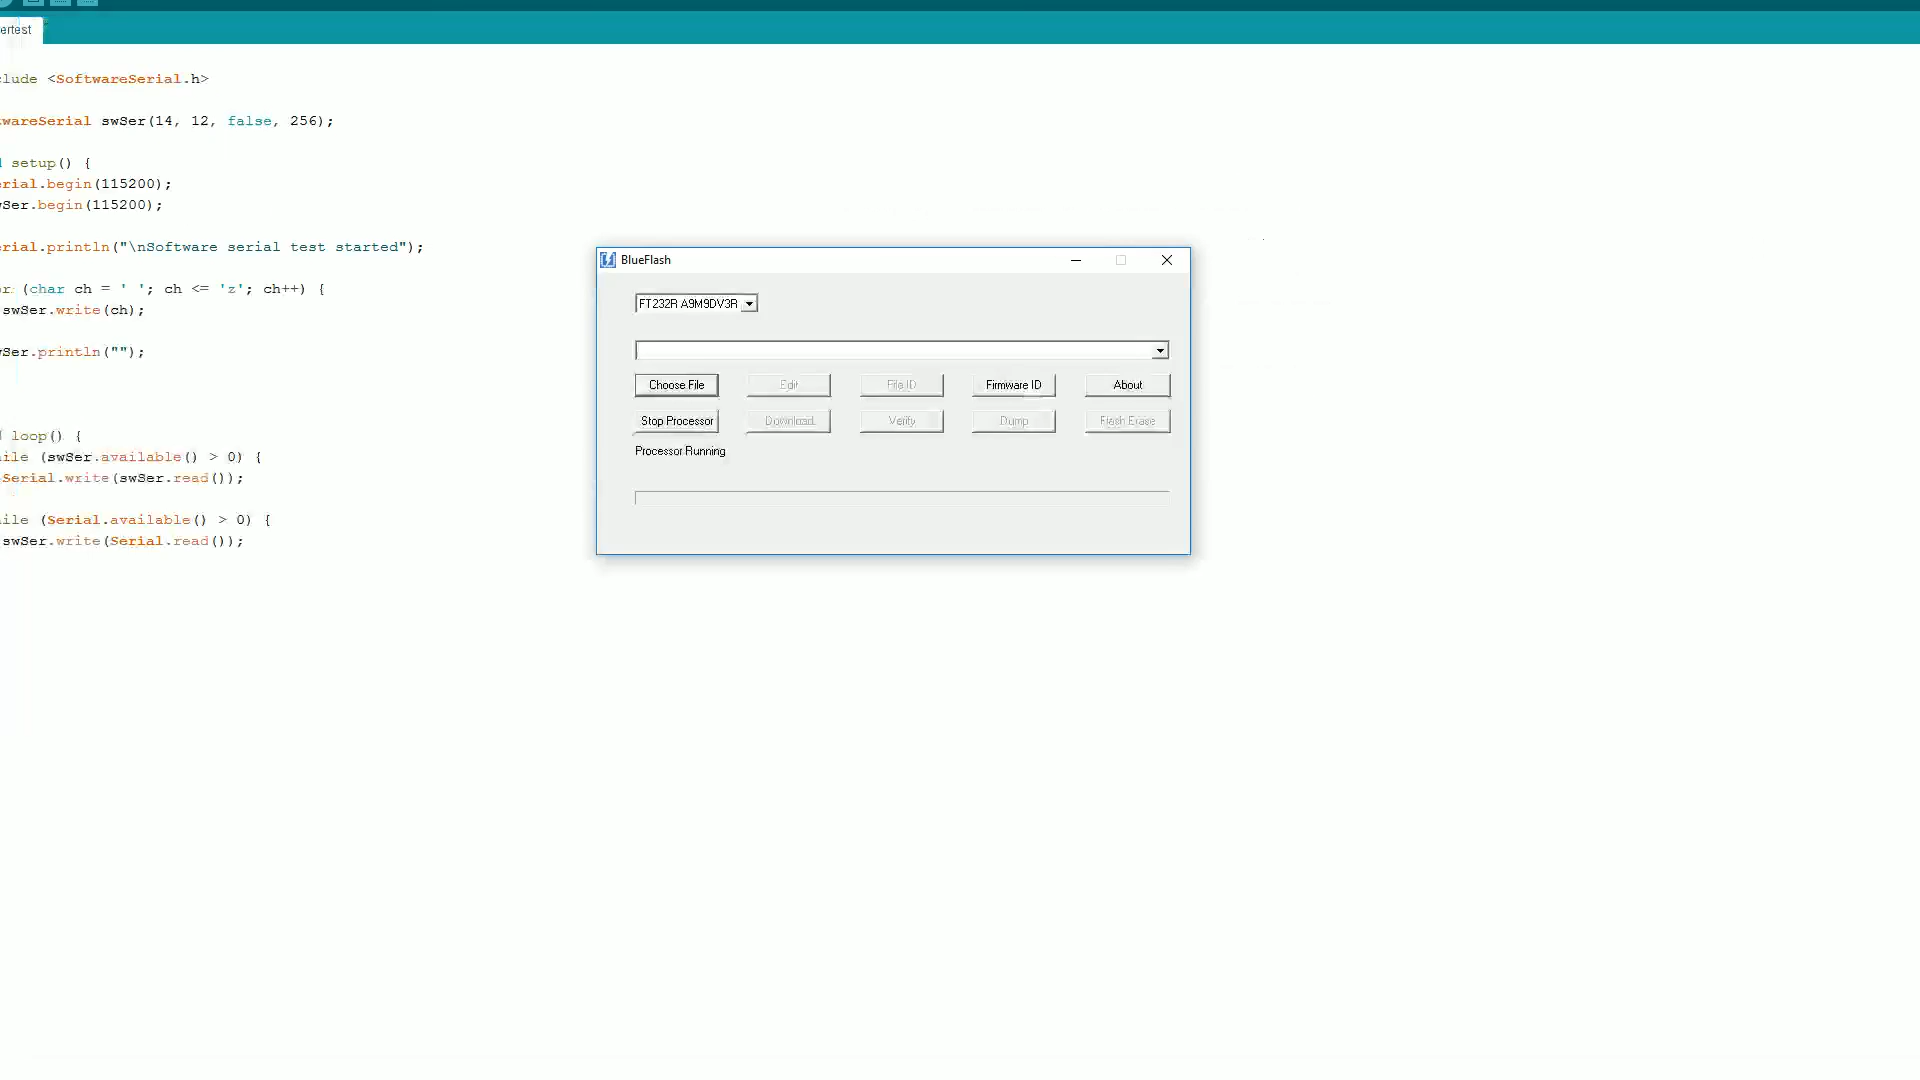 ertest
clude <SoftwareSerial.h>
twareSerial swSer(14, 12, false, 256);
d setup() {
erial.begin(115200);
wSer.begin(115200);
erial.println("\nSoftware serial test started");
or (char ch = ' '; ch <= 'z'; ch++) {
swSer.write(ch);
wSer.println("");
d loop() {
ile (swSer.available() > 0) {
Serial.write(swSer.read());
ile (Serial.available() > 0) {
swSer.write(Serial.read());
BlueFlash
FT232R A9M9DV3R
Choose File Edit File ID Firmware ID About
Stop Processor Download Verify Dump Flash Erase
Processor Running